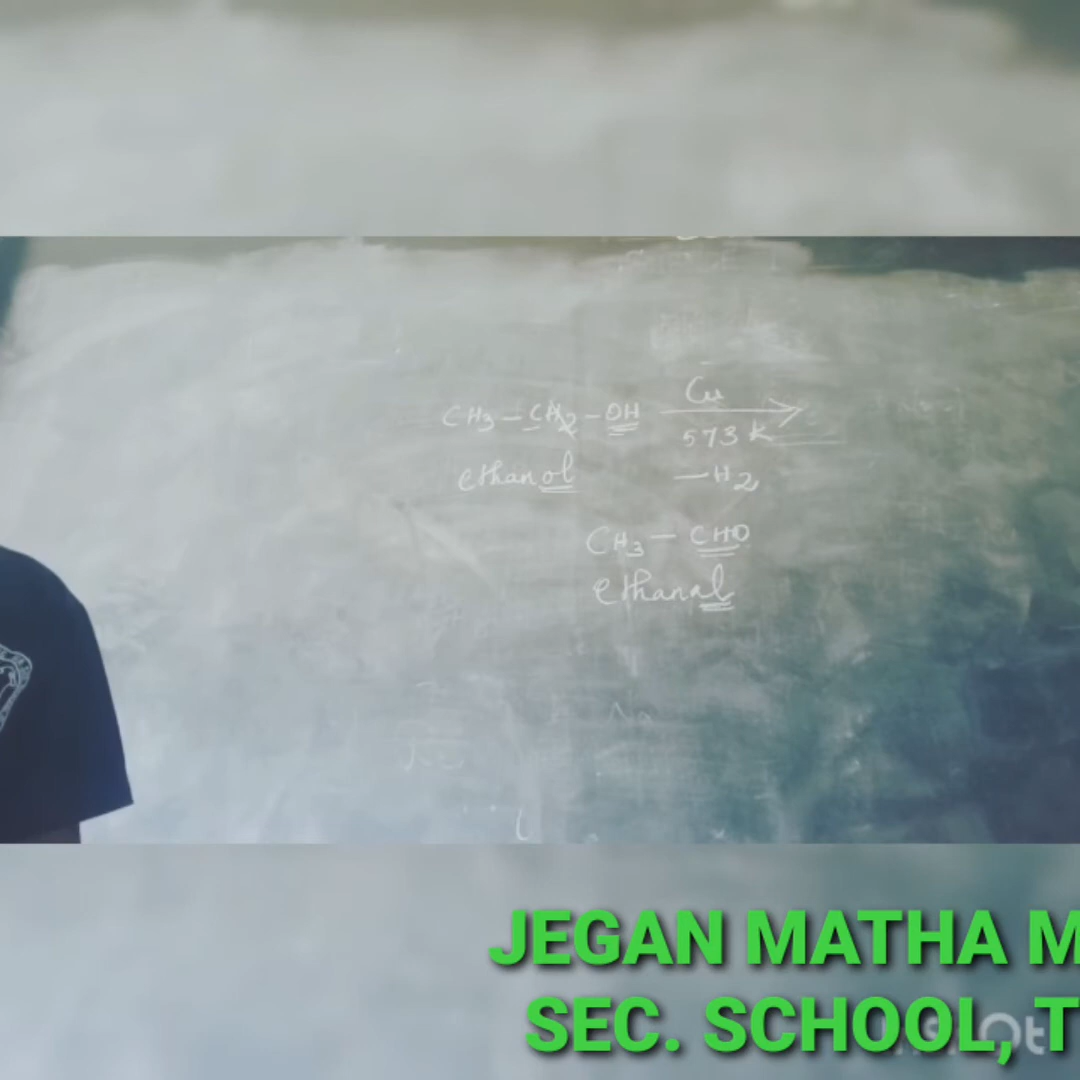 Cu
CH3 – CH2 – OH ⟶
573 K
ethanol – H2
CH3 – CHO
ethanal
JEGAN MATHA M
SEC. SCHOOL, T